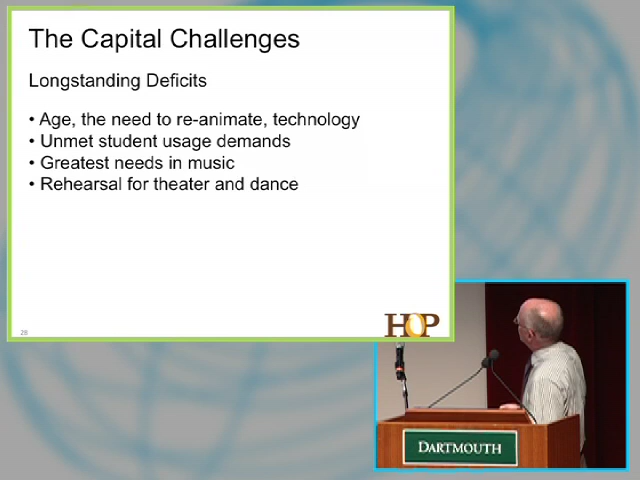 The Capital Challenges
Longstanding Deficits
• Age, the need to re-animate, technology
• Unmet student usage demands
• Greatest needs in music
• Rehearsal for theater and dance
28
HOP
DARTMOUTH